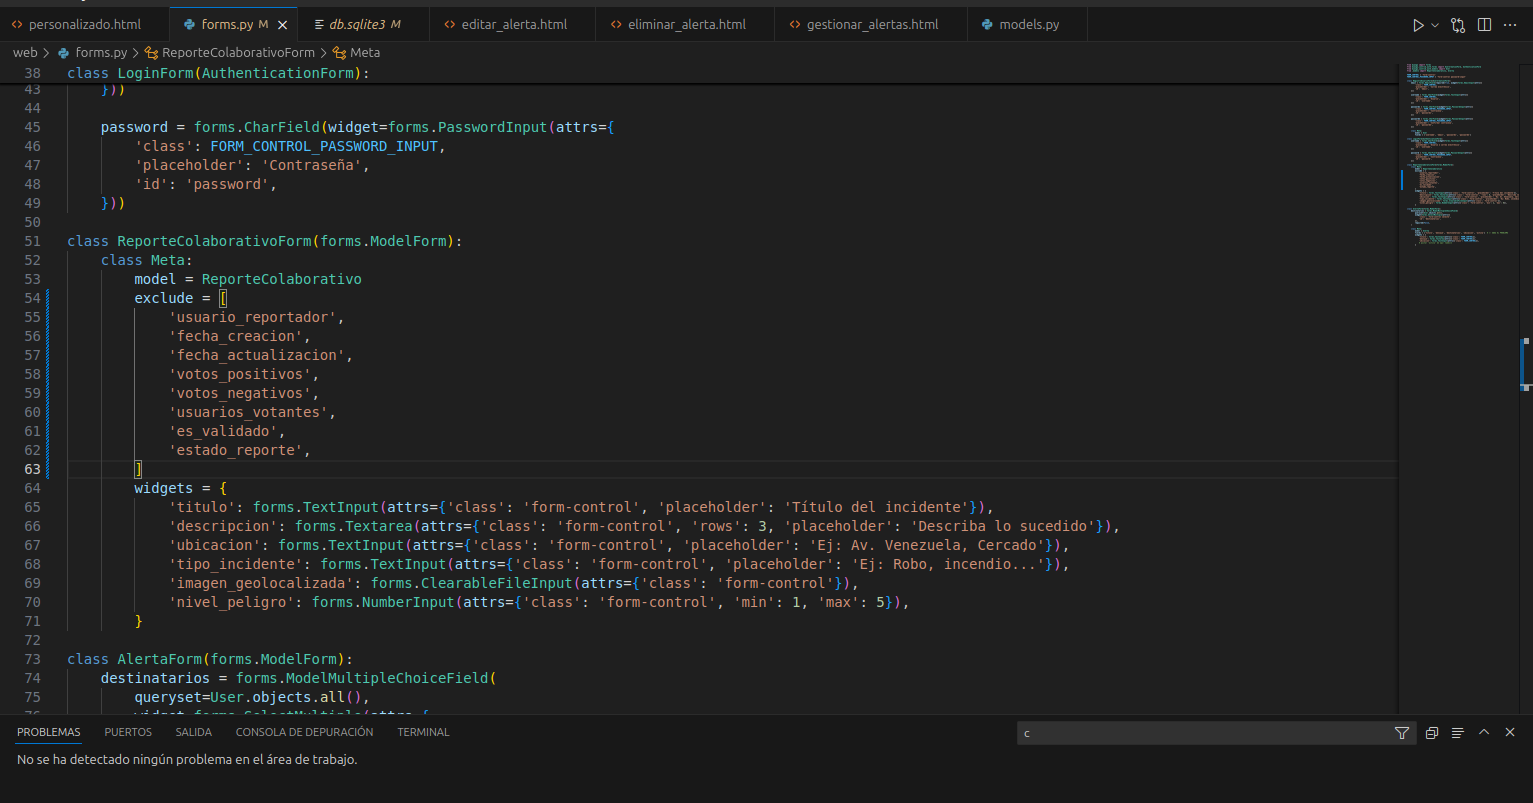 personalizado.html
forms.py M
db.sqlite3 M
editar_alerta.html
eliminar_alerta.html
gestionar_alertas.html
models.py
web > forms.py > ReporteColaborativoForm > Meta
38 class LoginForm(AuthenticationForm):
43 }))
44
45 password = forms.CharField(widget=forms.PasswordInput(attrs={
46 'class': FORM_CONTROL_PASSWORD_INPUT,
47 'placeholder': 'Contraseña',
48 'id': 'password',
49 }))
50
51 class ReporteColaborativoForm(forms.ModelForm):
52 class Meta:
53 model = ReporteColaborativo
54 exclude = [
55 'usuario_reportador',
56 'fecha_creacion',
57 'fecha_actualizacion',
58 'votos_positivos',
59 'votos_negativos',
60 'usuarios_votantes',
61 'es_validado',
62 'estado_reporte',
63 ]
64 widgets = {
65 'titulo': forms.TextInput(attrs={'class': 'form-control', 'placeholder': 'Título del incidente'}),
66 'descripcion': forms.Textarea(attrs={'class': 'form-control', 'rows': 3, 'placeholder': 'Describa lo sucedido'}),
67 'ubicacion': forms.TextInput(attrs={'class': 'form-control', 'placeholder': 'Ej: Av. Venezuela, Cercado'}),
68 'tipo_incidente': forms.TextInput(attrs={'class': 'form-control', 'placeholder': 'Ej: Robo, incendio...'}),
69 'imagen_geolocalizada': forms.ClearableFileInput(attrs={'class': 'form-control'}),
70 'nivel_peligro': forms.NumberInput(attrs={'class': 'form-control', 'min': 1, 'max': 5}),
71 }
72
73 class AlertaForm(forms.ModelForm):
74 destinatarios = forms.ModelMultipleChoiceField(
75 queryset=User.objects.all(),
76 widget=forms.SelectMultiple(attrs={
PROBLEMAS
PUERTOS
SALIDA
CONSOLA DE DEPURACIÓN
TERMINAL
c
No se ha detectado ningún problema en el área de trabajo.